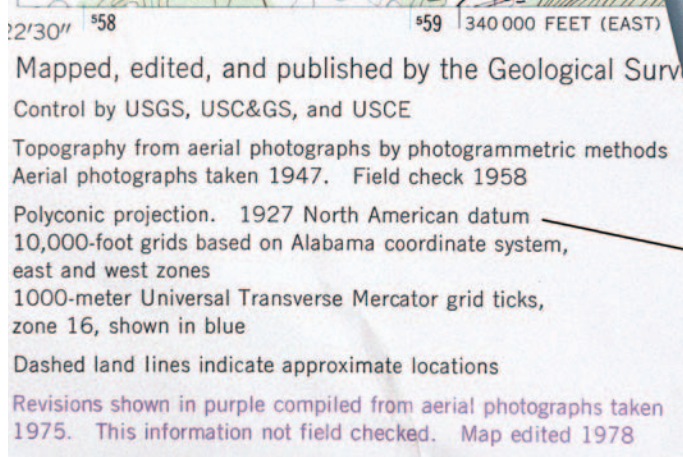 22'30" ⁵58 ⁵59 340 000 FEET (EAST)
Mapped, edited, and published by the Geological
Control by USGS, USC&GS, and USCE
Topography from aerial photographs by photogrammetric methods
Aerial photographs taken 1947. Field check 1958
Polyconic projection. 1927 North American datum
10,000-foot grids based on Alabama coordinate system,
east and west zones
1000-meter Universal Transverse Mercator grid ticks,
zone 16, shown in blue
Dashed land lines indicate approximate locations
Revisions shown in purple compiled from aerial photographs taken
1975. This information not field checked. Map edited 1978